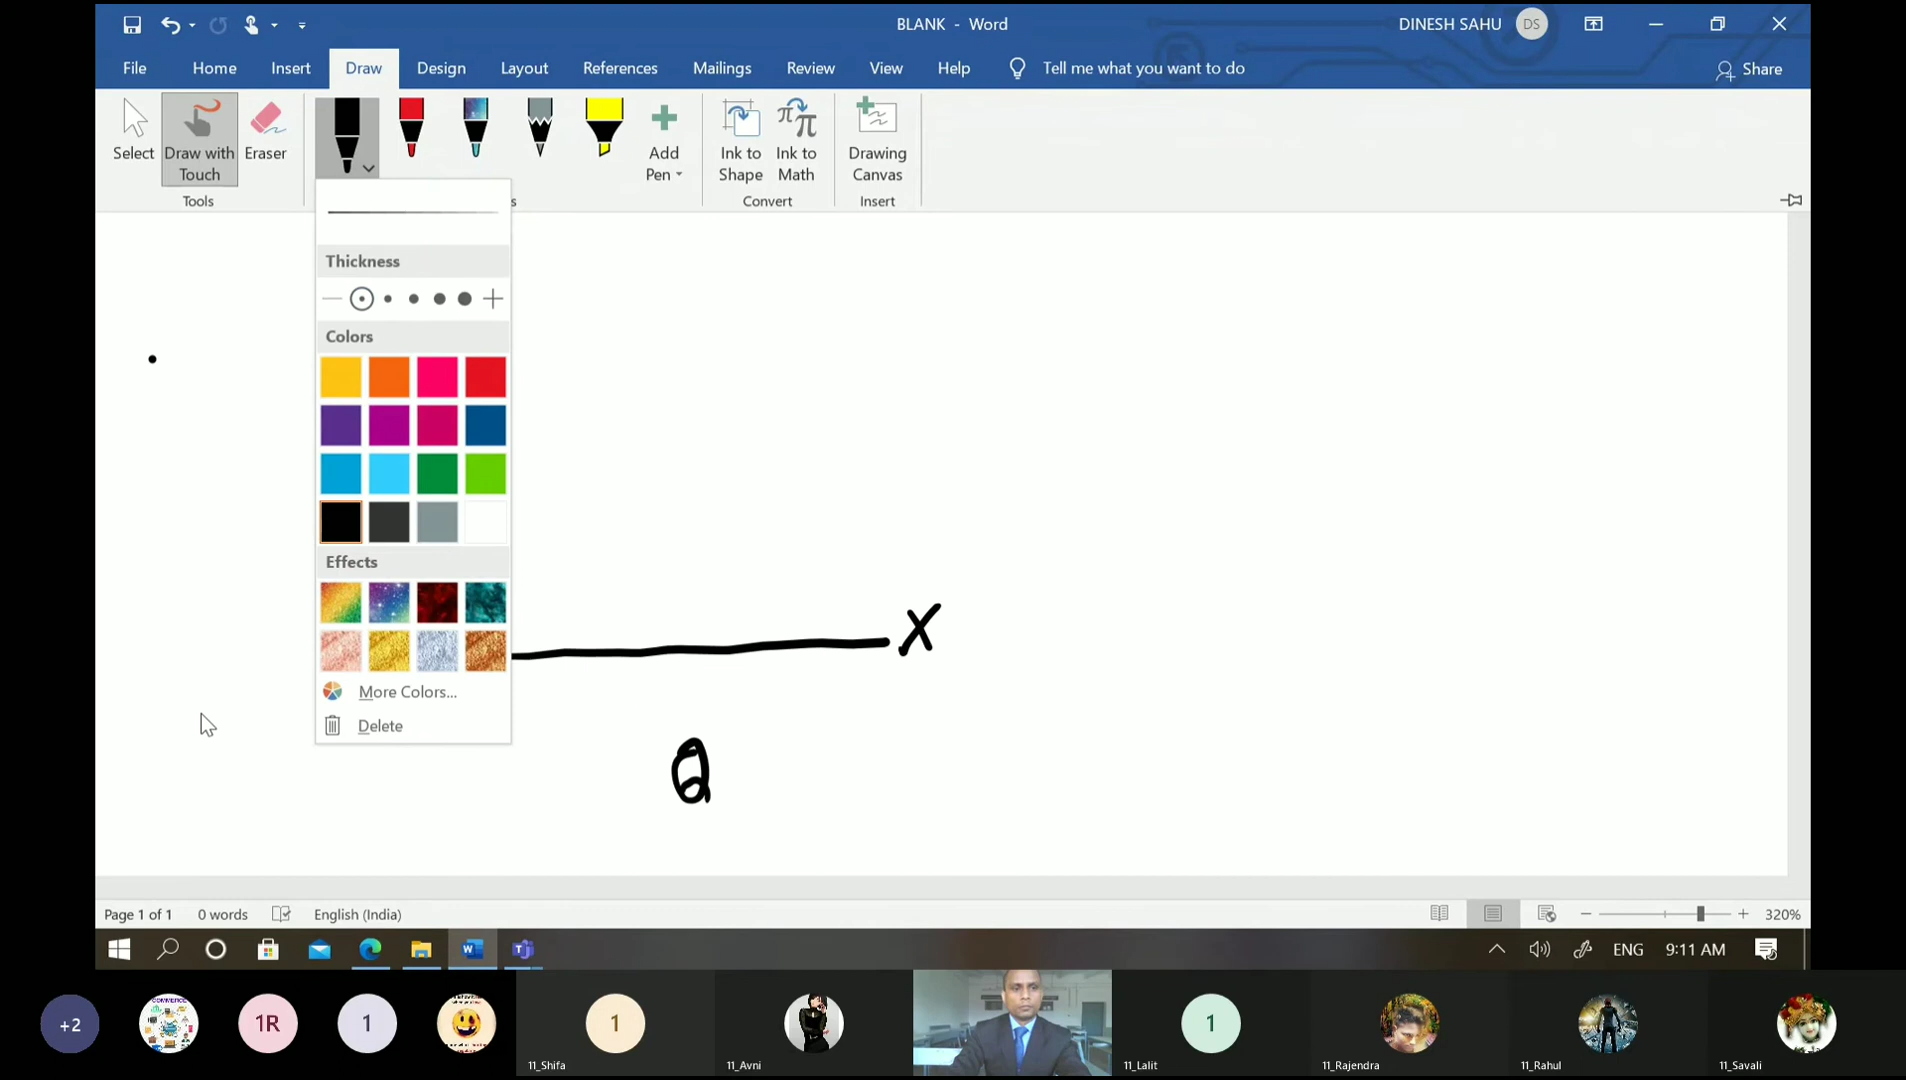 BLANK - Word
DINESH SAHU DS
File Home Insert Draw Design Layout References Mailings Review View Help Tell me what you want to do Share
Select Draw with Touch Eraser Add Pen Ink to Shape Ink to Math Drawing Canvas
Tools s Convert Insert
Thickness
Colors
Effects
More Colors...
Delete
X
Q
Page 1 of 1 0 words English (India) 320%
ENG 9:11 AM
+2 1R 1 1 1
11_Shifa 11_Avni 11_Lalit 11_Rajendra 11_Rahul 11_Savali